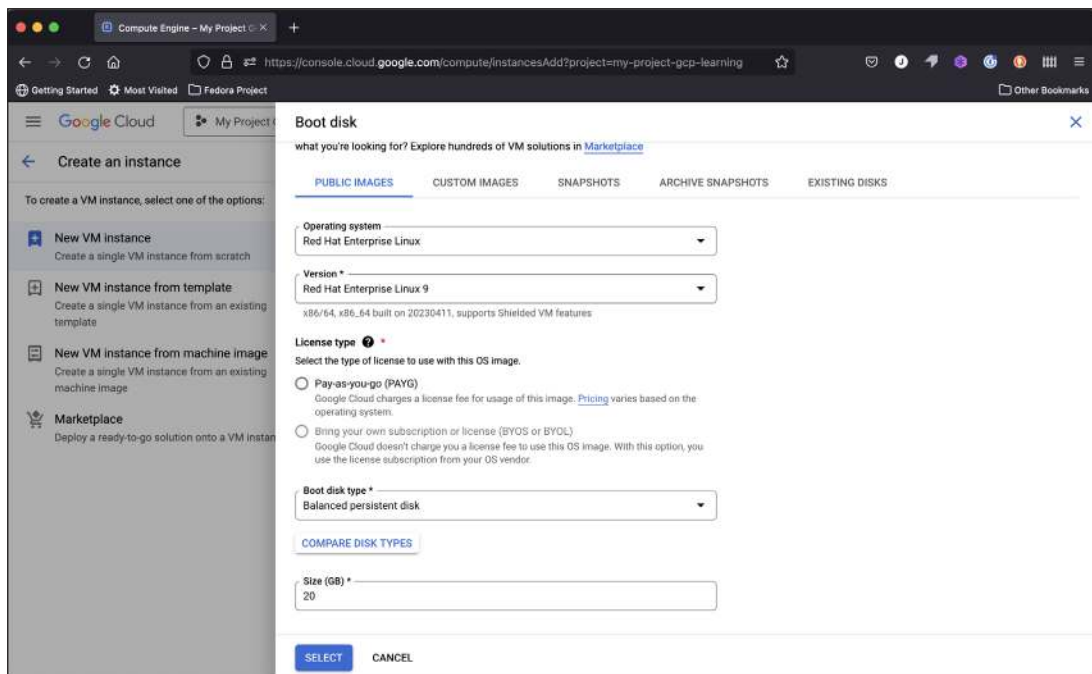 Compute Engine – My Project
https://console.cloud.google.com/compute/instancesAdd?project=my-project-gcp-learning
Getting Started
Most Visited
Fedora Project
Other Bookmarks
Google Cloud
My Project
Create an instance
To create a VM instance, select one of the options:
New VM instance
Create a single VM instance from scratch
New VM instance from template
Create a single VM instance from an existing
template
New VM instance from machine image
Create a single VM instance from an existing
machine image
Marketplace
Deploy a ready-to-go solution onto a VM instan
Boot disk
what you're looking for? Explore hundreds of VM solutions in Marketplace
PUBLIC IMAGES
CUSTOM IMAGES
SNAPSHOTS
ARCHIVE SNAPSHOTS
EXISTING DISKS
Operating system
Red Hat Enterprise Linux
Version *
Red Hat Enterprise Linux 9
x86/64, x86_64 built on 20230411, supports Shielded VM features
License type ? *
Select the type of license to use with this OS image.
Pay-as-you-go (PAYG)
Google Cloud charges a license fee for usage of this image. Pricing varies based on the
operating system.
Bring your own subscription or license (BYOS or BYOL)
Google Cloud doesn't charge you a license fee to use this OS image. With this option, you
use the license subscription from your OS vendor.
Boot disk type *
Balanced persistent disk
COMPARE DISK TYPES
Size (GB) *
20
SELECT
CANCEL